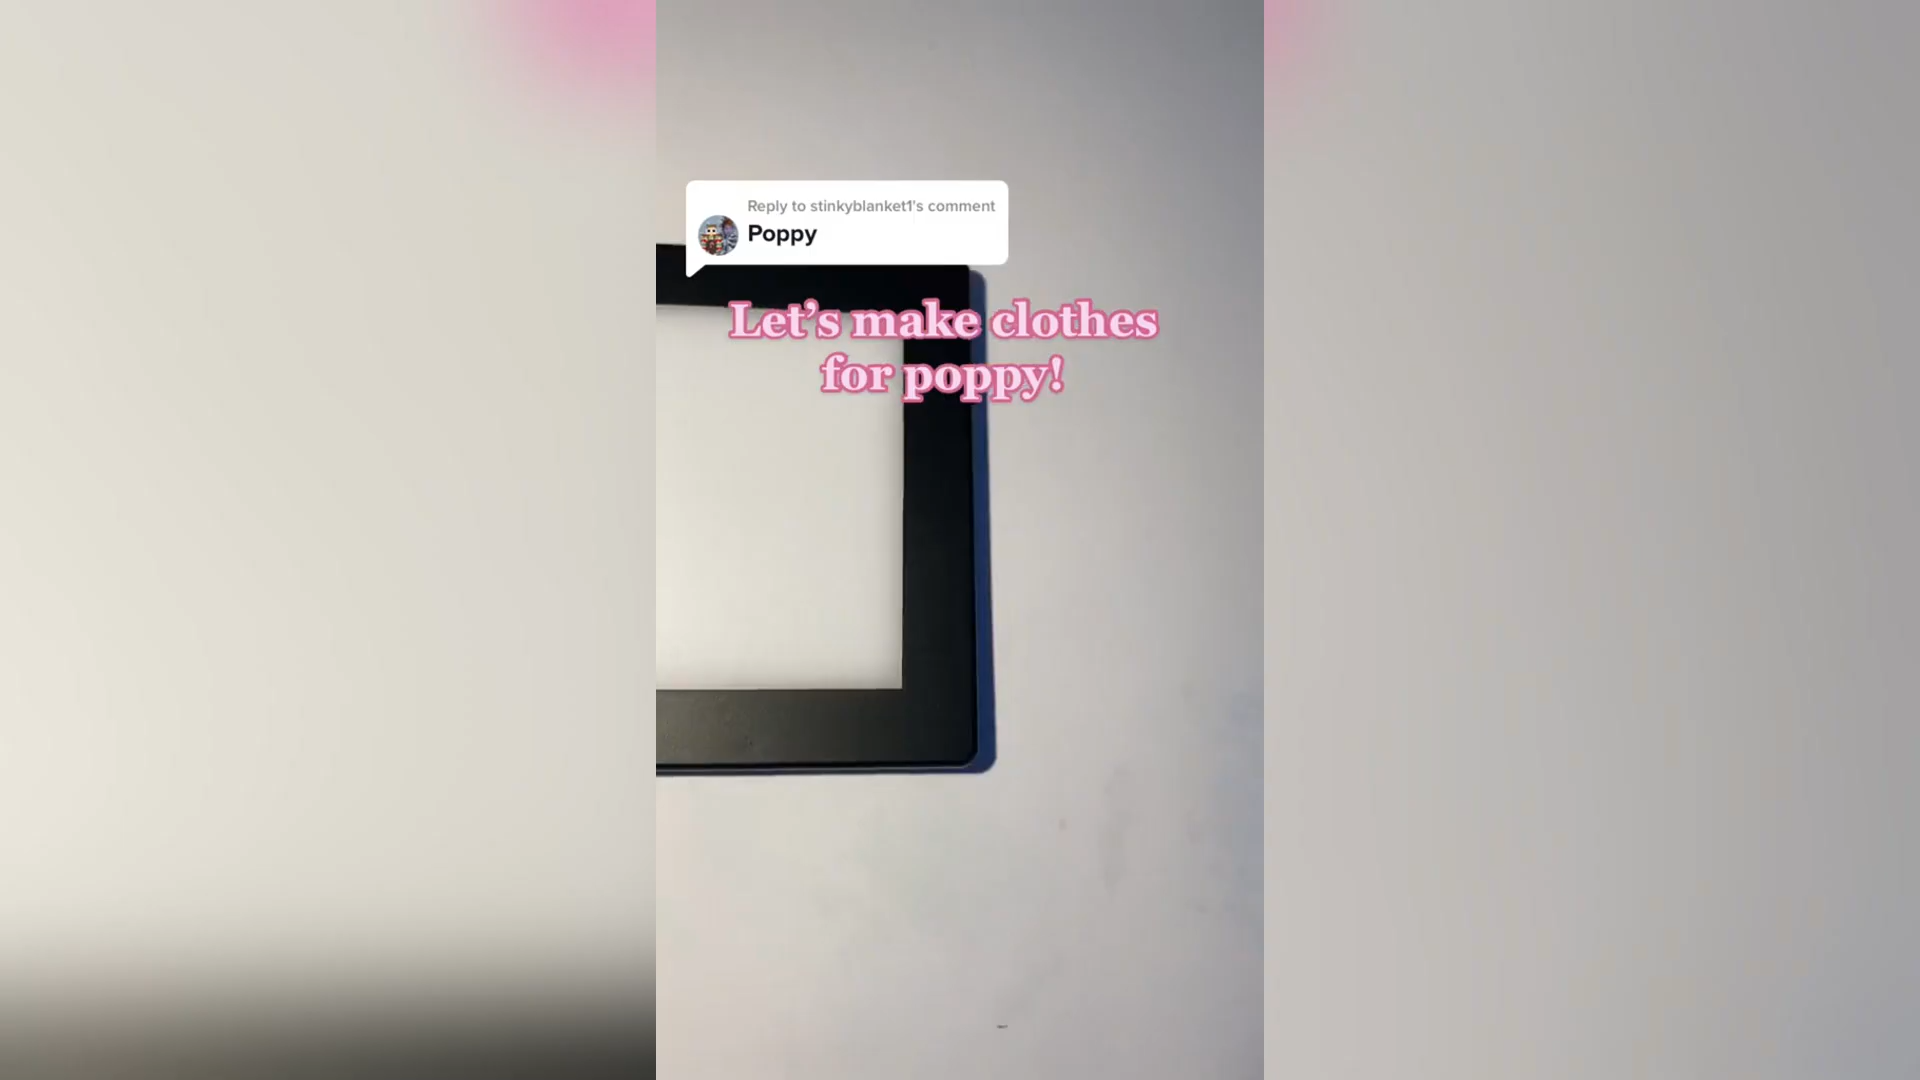 Reply to stinkyblanket1's comment
Poppy
Let's make clothes
for poppy!